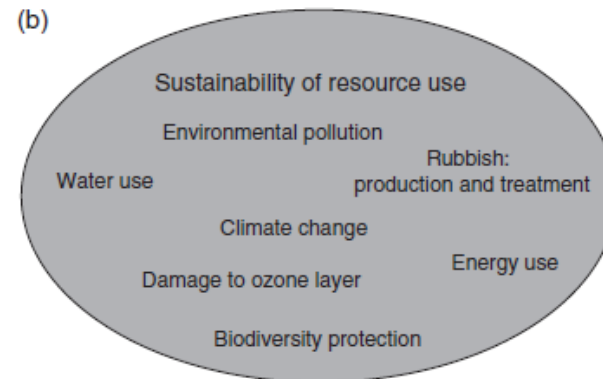 (b)
Sustainability of resource use
Environmental pollution
Rubbish:
production and treatment
Water use
Climate change
Energy use
Damage to ozone layer
Biodiversity protection